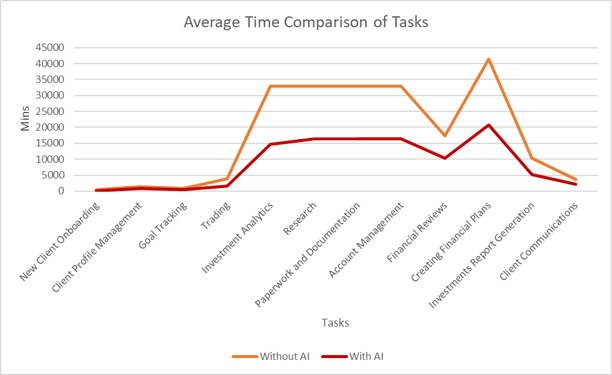 Average Time Comparison of Tasks
Mins
45000
40000
35000
30000
25000
20000
15000
10000
5000
0
New Client Onboarding
Client Profile Management
Goal Tracking
Trading
Investment Analytics
Research
Paperwork and Documentation
Account Management
Financial Reviews
Creating Financial Plans
Investments Report Generation
Client Communications
Tasks
Without AI
With AI